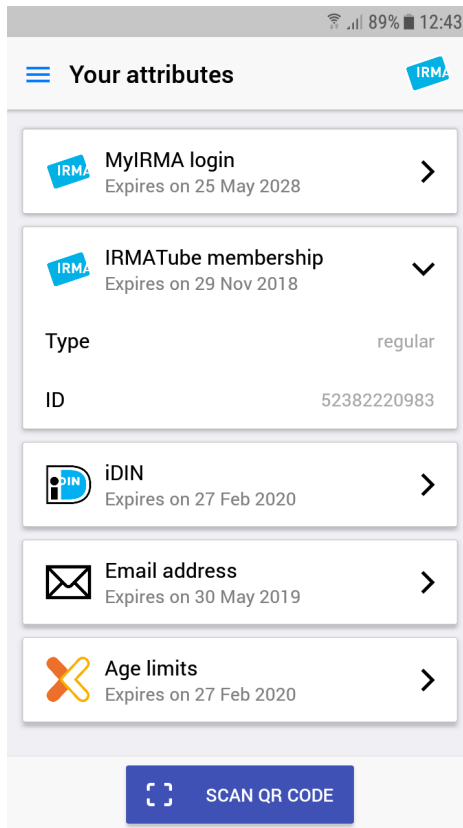 89% 12:43
Your attributes
IRMA
IRMA
MyIRMA login
Expires on 25 May 2028
IRMA
IRMATube membership
Expires on 29 Nov 2018
Type regular
ID 52382220983
iDIN
iDIN
Expires on 27 Feb 2020
Email address
Expires on 30 May 2019
Age limits
Expires on 27 Feb 2020
SCAN QR CODE